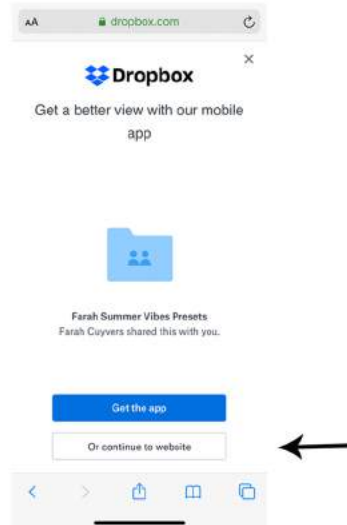 AA dropbox.com
Dropbox
Get a better view with our mobile
app
Farah Summer Vibes Presets
Farah Cuyvers shared this with you.
Get the app
Or continue to website